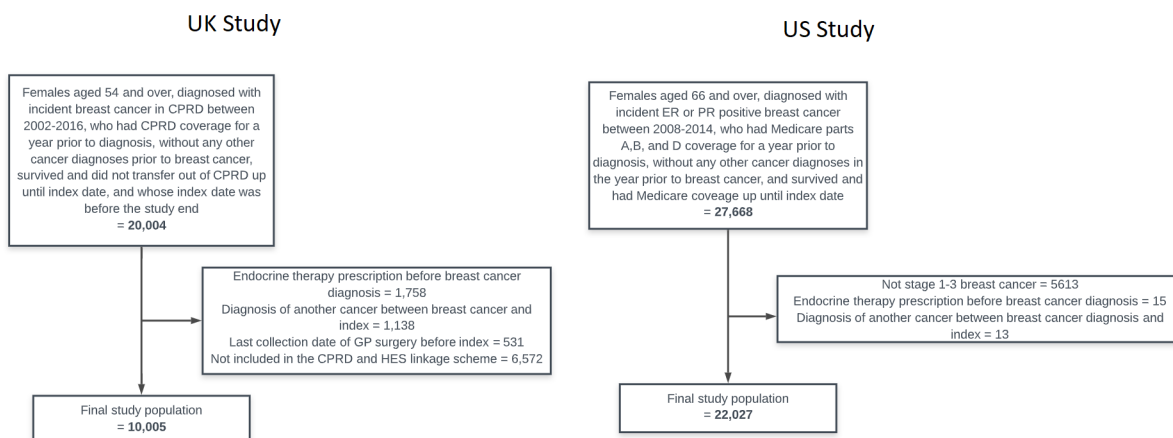 UK Study
Females aged 54 and over, diagnosed with
incident breast cancer in CPRD between
2002-2016, who had CPRD coverage for a
year prior to diagnosis, without any other
cancer diagnoses prior to breast cancer,
survived and did not transfer out of CPRD up
until index date, and whose index date was
before the study end
= 20,004
Endocrine therapy prescription before breast cancer
diagnosis = 1,758
Diagnosis of another cancer between breast cancer and
index = 1,138
Last collection date of GP surgery before index = 531
Not included in the CPRD and HES linkage scheme = 6,572
Final study population
= 10,005
US Study
Females aged 66 and over, diagnosed with
incident ER or PR positive breast cancer
between 2008-2014, who had Medicare parts
A,B, and D coverage for a year prior to
diagnosis, without any other cancer diagnoses in
the year prior to breast cancer, and survived and
had Medicare coveage up until index date
= 27,668
Not stage 1-3 breast cancer = 5613
Endocrine therapy prescription before breast cancer diagnosis = 15
Diagnosis of another cancer between breast cancer diagnosis and
index = 13
Final study population
= 22,027